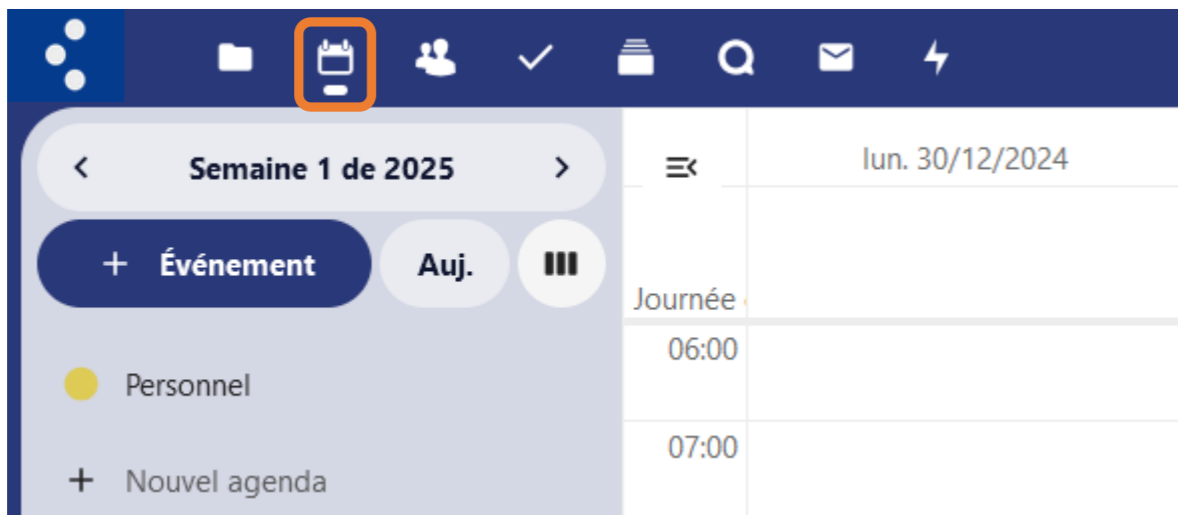 Semaine 1 de 2025
lun. 30/12/2024
+ Événement
Auj.
Journée
06:00
Personnel
07:00
+ Nouvel agenda